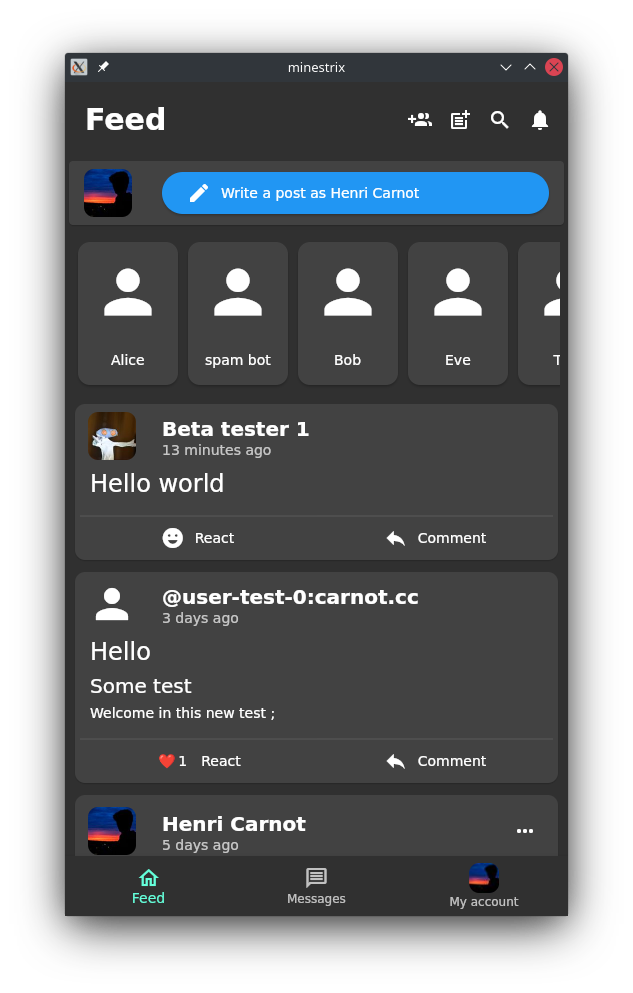 minestrix
Feed
Write a post as Henri Carnot
Alice
spam bot
Bob
Eve
Beta tester 1
13 minutes ago
Hello world
React
Comment
@user-test-0:carnot.cc
3 days ago
Hello
Some test
Welcome in this new test ;
❤️1 React
Comment
Henri Carnot
5 days ago
Feed
Messages
My account